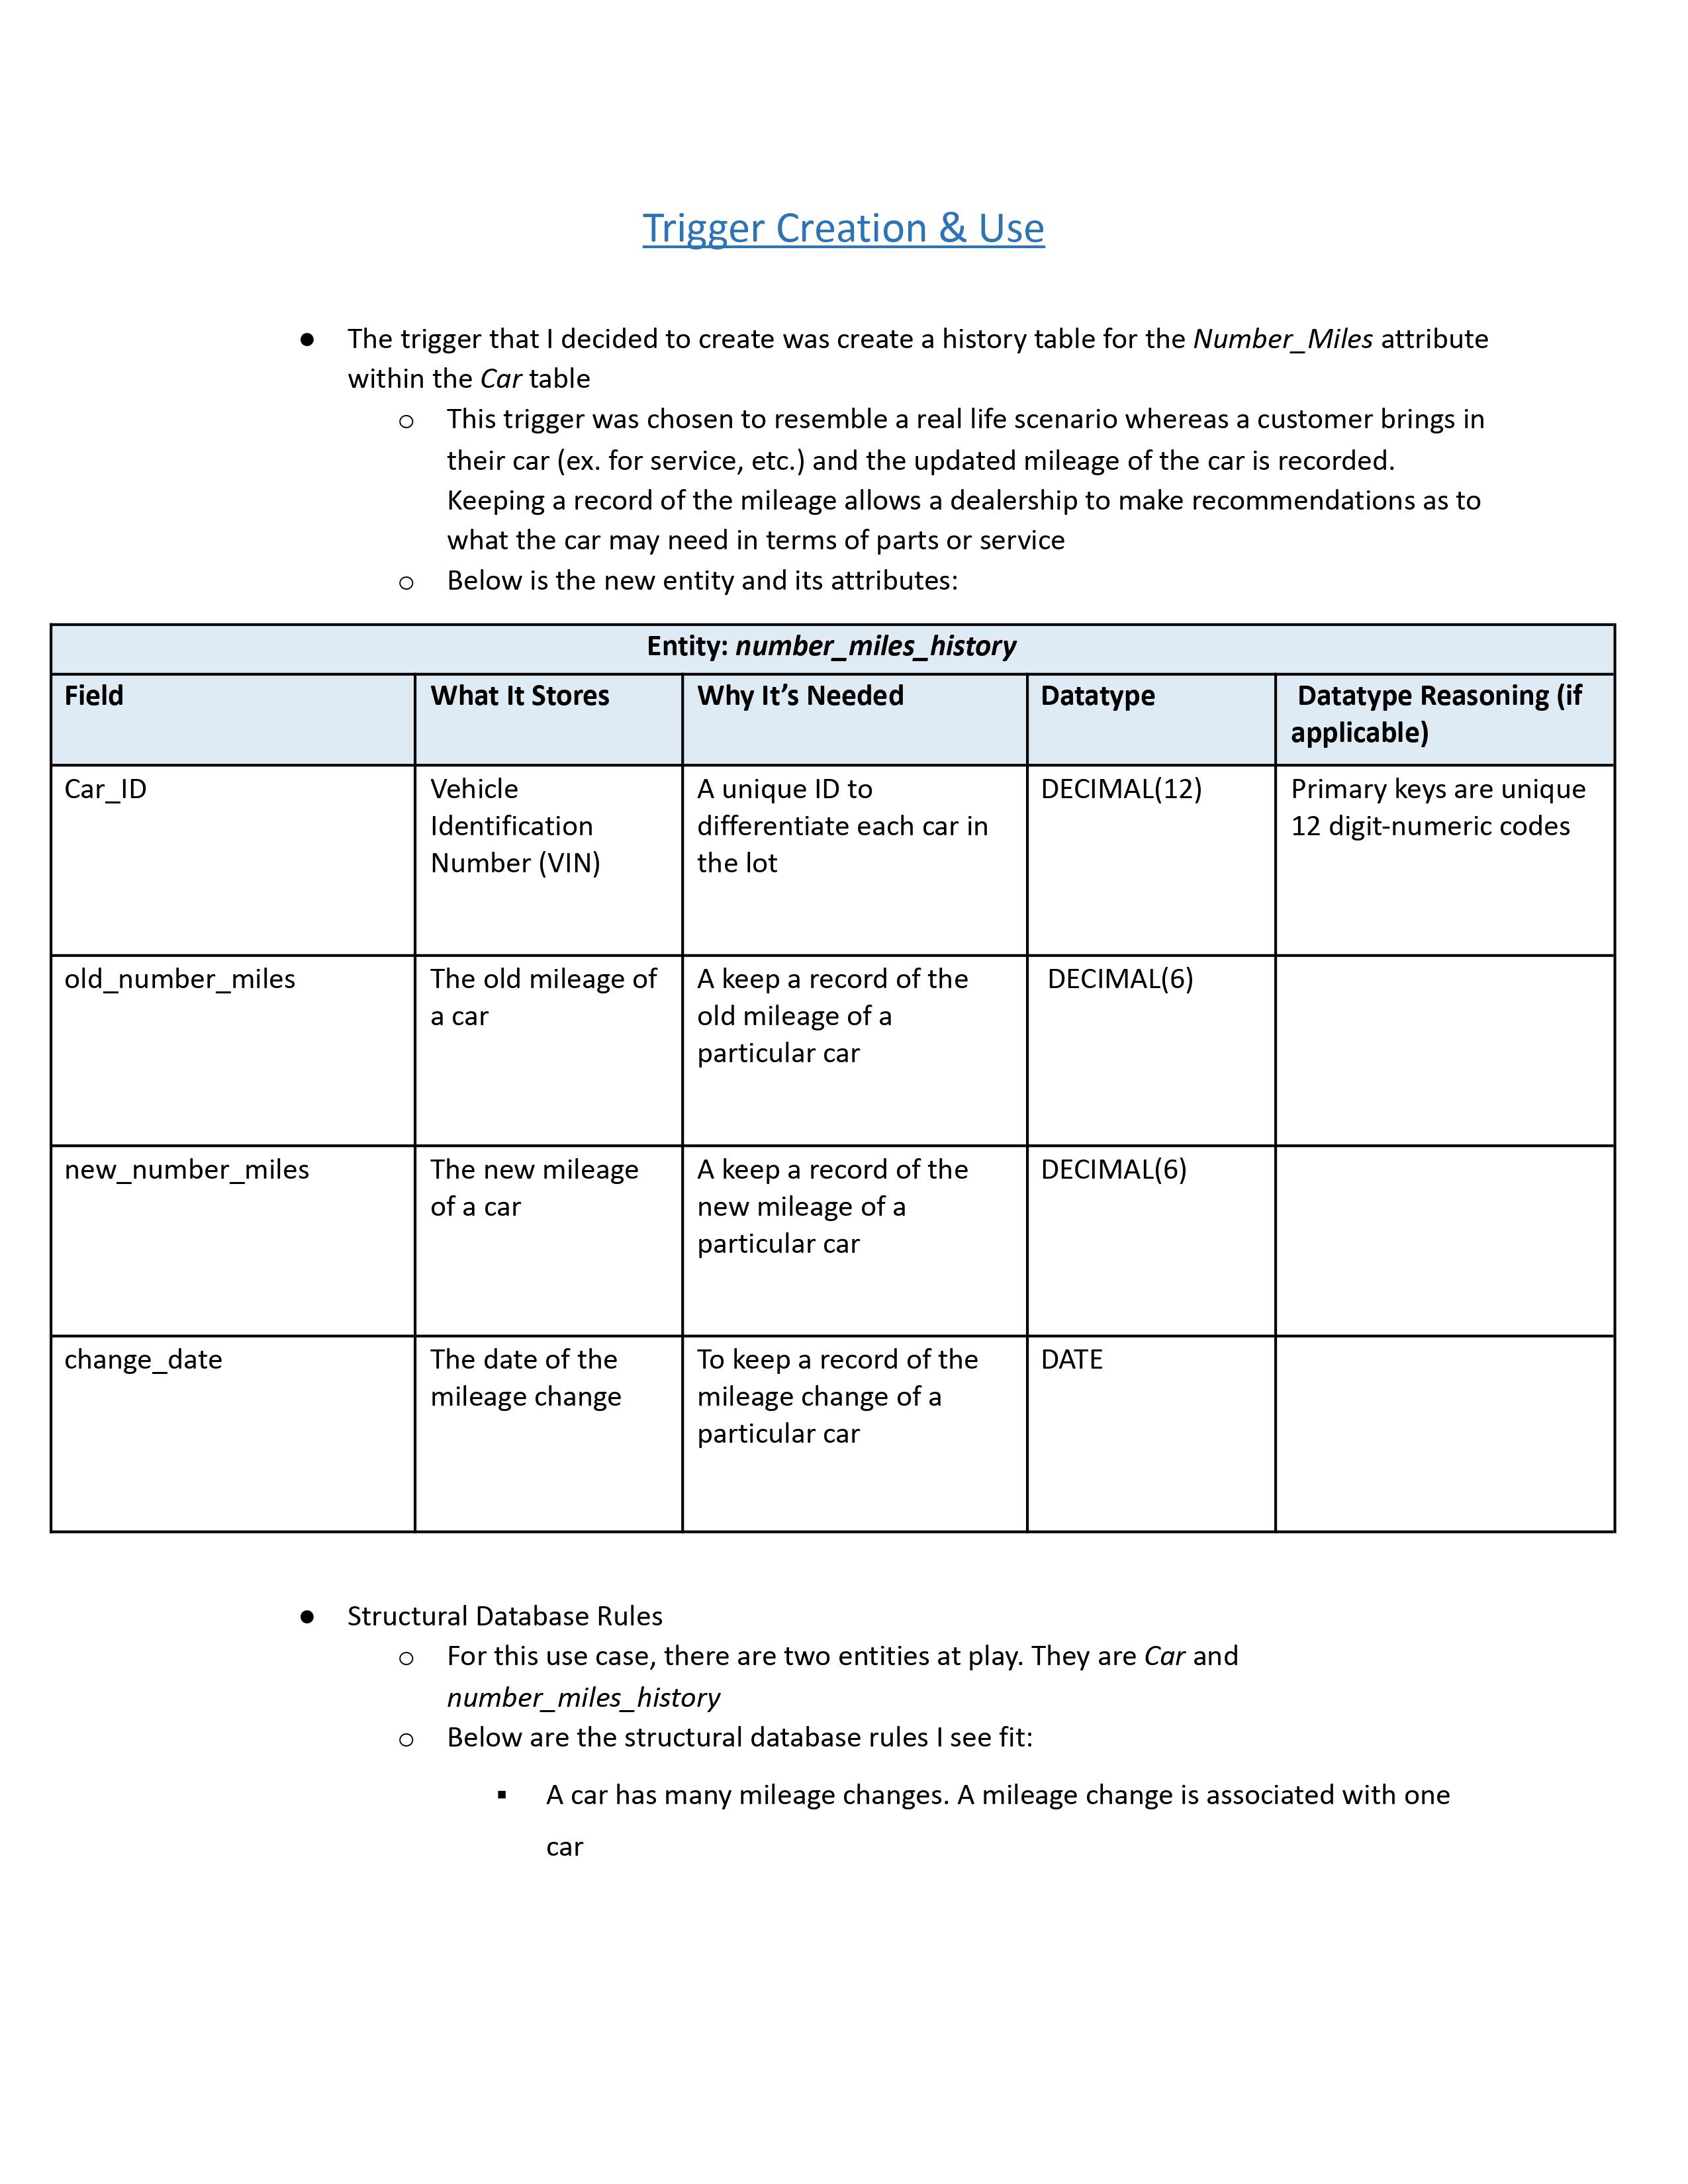 Trigger Creation & Use
● The trigger that I decided to create was create a history table for the Number_Miles attribute
within the Car table
○ This trigger was chosen to resemble a real life scenario whereas a customer brings in
their car (ex. for service, etc.) and the updated mileage of the car is recorded.
Keeping a record of the mileage allows a dealership to make recommendations as to
what the car may need in terms of parts or service
○ Below is the new entity and its attributes:
Entity: number_miles_history
Field
What It Stores
Why It’s Needed
Datatype
Datatype Reasoning (if
applicable)
Car_ID
Vehicle
Identification
Number (VIN)
A unique ID to
differentiate each car in
the lot
DECIMAL(12)
Primary keys are unique
12 digit-numeric codes
old_number_miles
The old mileage of
a car
A keep a record of the
old mileage of a
particular car
DECIMAL(6)
new_number_miles
The new mileage
of a car
A keep a record of the
new mileage of a
particular car
DECIMAL(6)
change_date
The date of the
mileage change
To keep a record of the
mileage change of a
particular car
DATE
● Structural Database Rules
○ For this use case, there are two entities at play. They are Car and
number_miles_history
○ Below are the structural database rules I see fit:
▪ A car has many mileage changes. A mileage change is associated with one
car